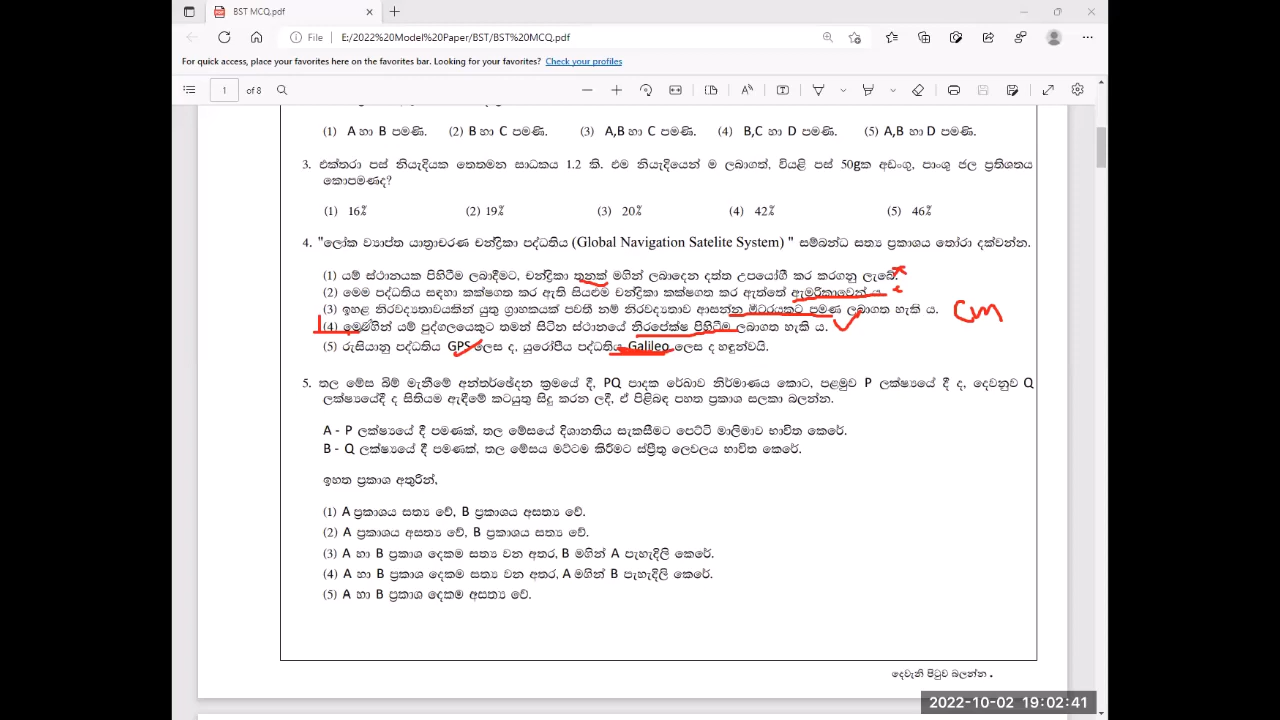 BST MCQ.pdf
File E:/2022%20Model%20Paper/BST/BST%20MCQ.pdf
For quick access, place your favorites here on the favorites bar. Looking for your favorites? Check your profiles
1 of 8
(1) A හා B පමණි. (2) B හා C පමණි. (3) A,B හා C පමණි. (4) B,C හා D පමණි. (5) A,B හා D පමණි.
3. එක්තරා පස් නියැදියක තෙතමන සාධකය 1.2 කි. එම නියැදියෙන් ම ලබාගත්, වියළි පස් 50gක අඩංගු, පාංශු ජල ප්‍රතිශතය
කොපමණද?
(1) 16% (2) 19% (3) 20% (4) 42% (5) 46%
4. "ලෝක ව්‍යාප්ත යාත්‍රාචරණ චන්ද්‍රිකා පද්ධතිය (Global Navigation Satelite System) " සම්බන්ධ සත්‍ය ප්‍රකාශය තෝරා දක්වන්න.
(1) යම් ස්ථානයක පිහිටීම ලබාදීමට, චන්ද්‍රිකා තුනක් මගින් ලබාදෙන දත්ත උපයෝගී කර කරගනු ලැබේ.
(2) මෙම පද්ධතිය සඳහා කක්ෂගත කර ඇති සියළුම චන්ද්‍රිකා කක්ෂගත කර ඇත්තේ ඇමරිකාවෙන් ය.
(3) ඉහළ නිරවද්‍යතාවයකින් යුතු ග්‍රාහකයක් පවතී නම් නිරවද්‍යතාව ආසන්න මීටරයකට පමණ ලබාගත හැකි ය. cm
(4) මෙමගින් යම් පුද්ගලයෙකුට තමන් සිටින ස්ථානයේ නිරපේක්ෂ පිහිටීම ලබාගත හැකි ය.
(5) රුසියානු පද්ධතිය GPS ලෙස ද, යුරෝපීය පද්ධතිය Galileo ලෙස ද හඳුන්වයි.
5. තල මේස බිම් මැනීමේ අන්තර්ඡේදන ක්‍රමයේ දී, PQ පාදක රේඛාව නිර්මාණය කොට, පළමුව P ලක්ෂ්‍යයේ දී ද, දෙවනුව Q
ලක්ෂ්‍යයේදී ද සිතියම ඇඳීමේ කටයුතු සිදු කරන ලදී, ඒ පිළිබඳ පහත ප්‍රකාශ සලකා බලන්න.
A - P ලක්ෂ්‍යයේ දී පමණක්, තල මේසයේ දිශානතිය සැකසීමට පෙට්ටි මාලිමාව භාවිත කෙරේ.
B - Q ලක්ෂ්‍යයේ දී පමණක්, තල මේසය මට්ටම් කිරීමට ස්ප්‍රීතු ලෙවලය භාවිත කෙරේ.
ඉහත ප්‍රකාශ අතුරින්,
(1) A ප්‍රකාශය සත්‍ය වේ, B ප්‍රකාශය අසත්‍ය වේ.
(2) A ප්‍රකාශය අසත්‍ය වේ, B ප්‍රකාශය සත්‍ය වේ.
(3) A හා B ප්‍රකාශ දෙකම සත්‍ය වන අතර, B මගින් A පැහැදිලි කෙරේ.
(4) A හා B ප්‍රකාශ දෙකම සත්‍ය වන අතර, A මගින් B පැහැදිලි කෙරේ.
(5) A හා B ප්‍රකාශ දෙකම අසත්‍ය වේ.
දෙවැනි පිටුව බලන්න .
2022-10-02 19:02:41